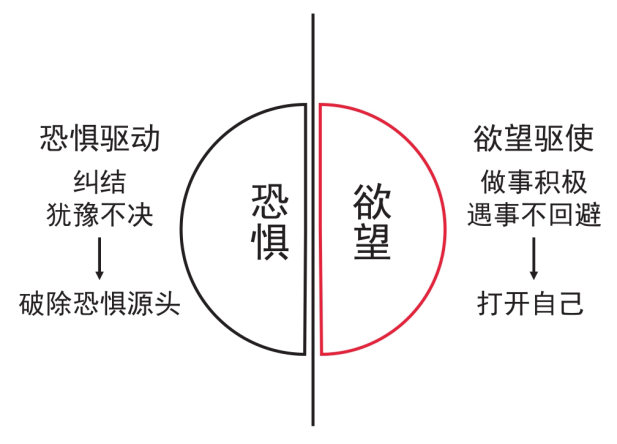 恐惧驱动
纠结
犹豫不决
破除恐惧源头
恐
惧
欲
望
欲望驱使
做事积极
遇事不回避
打开自己